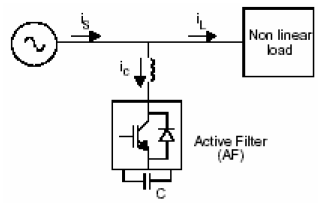 iS
iL
Non linear
load
ic
Active Filter
(AF)
C